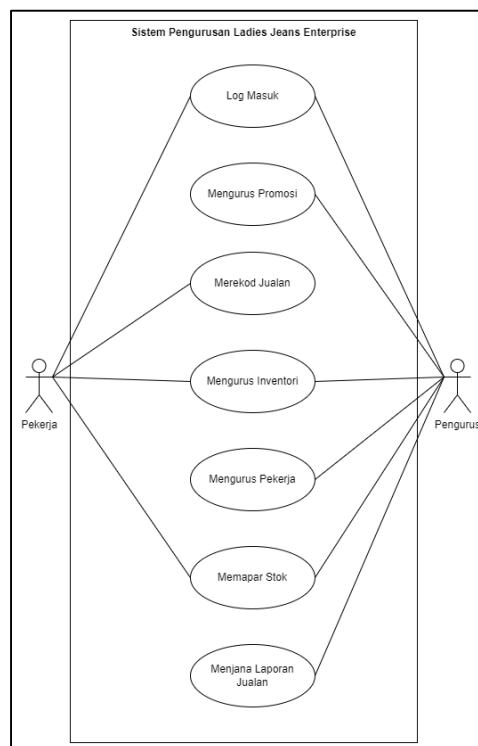 Sistem Pengurusan Ladies Jeans Enterprise
Log Masuk
Mengurus Promosi
Merekod Jualan
Mengurus Inventori
Pekerja
Pengurus
Mengurus Pekerja
Memapar Stok
Menjana Laporan
Jualan